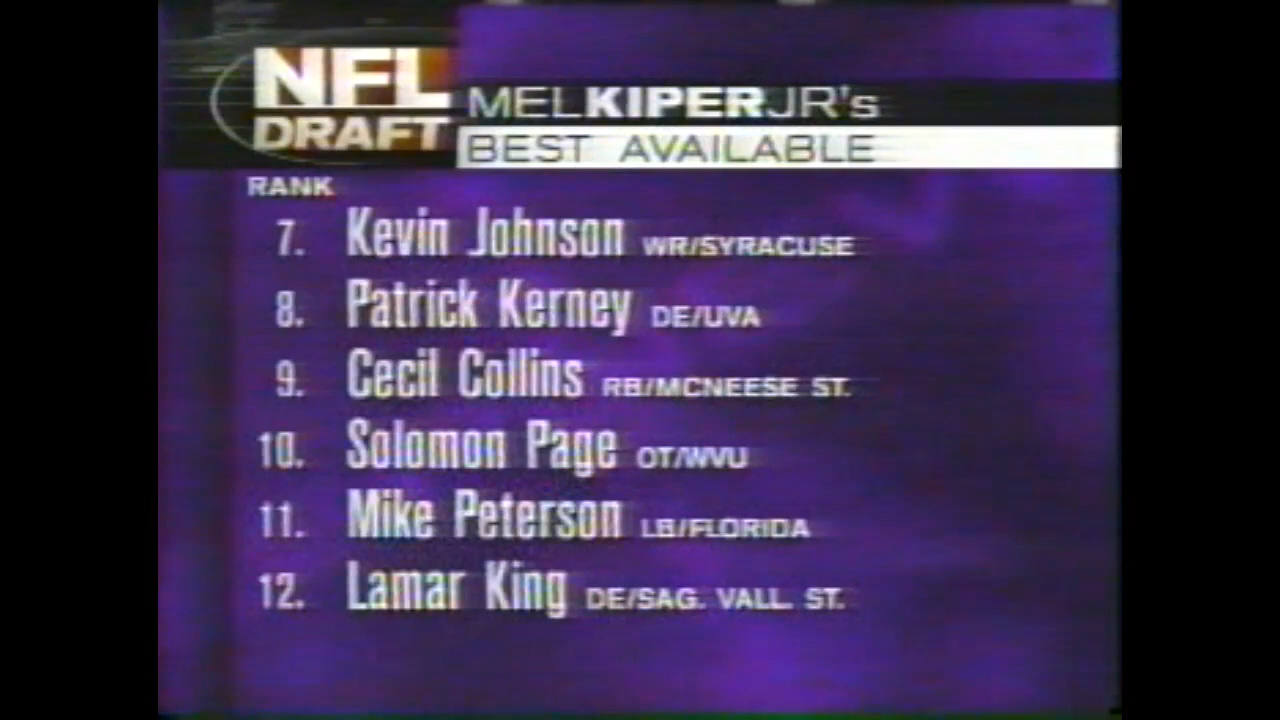 NFL
DRAFT
MELKIPERJR's
BEST AVAILABLE
RANK
7. Kevin Johnson WR/SYRACUSE
8. Patrick Kerney DE/UVA
9. Cecil Collins RB/MCNEESE ST.
10. Solomon Page OT/WVU
11. Mike Peterson LB/FLORIDA
12. Lamar King DE/SAG. VALL. ST.